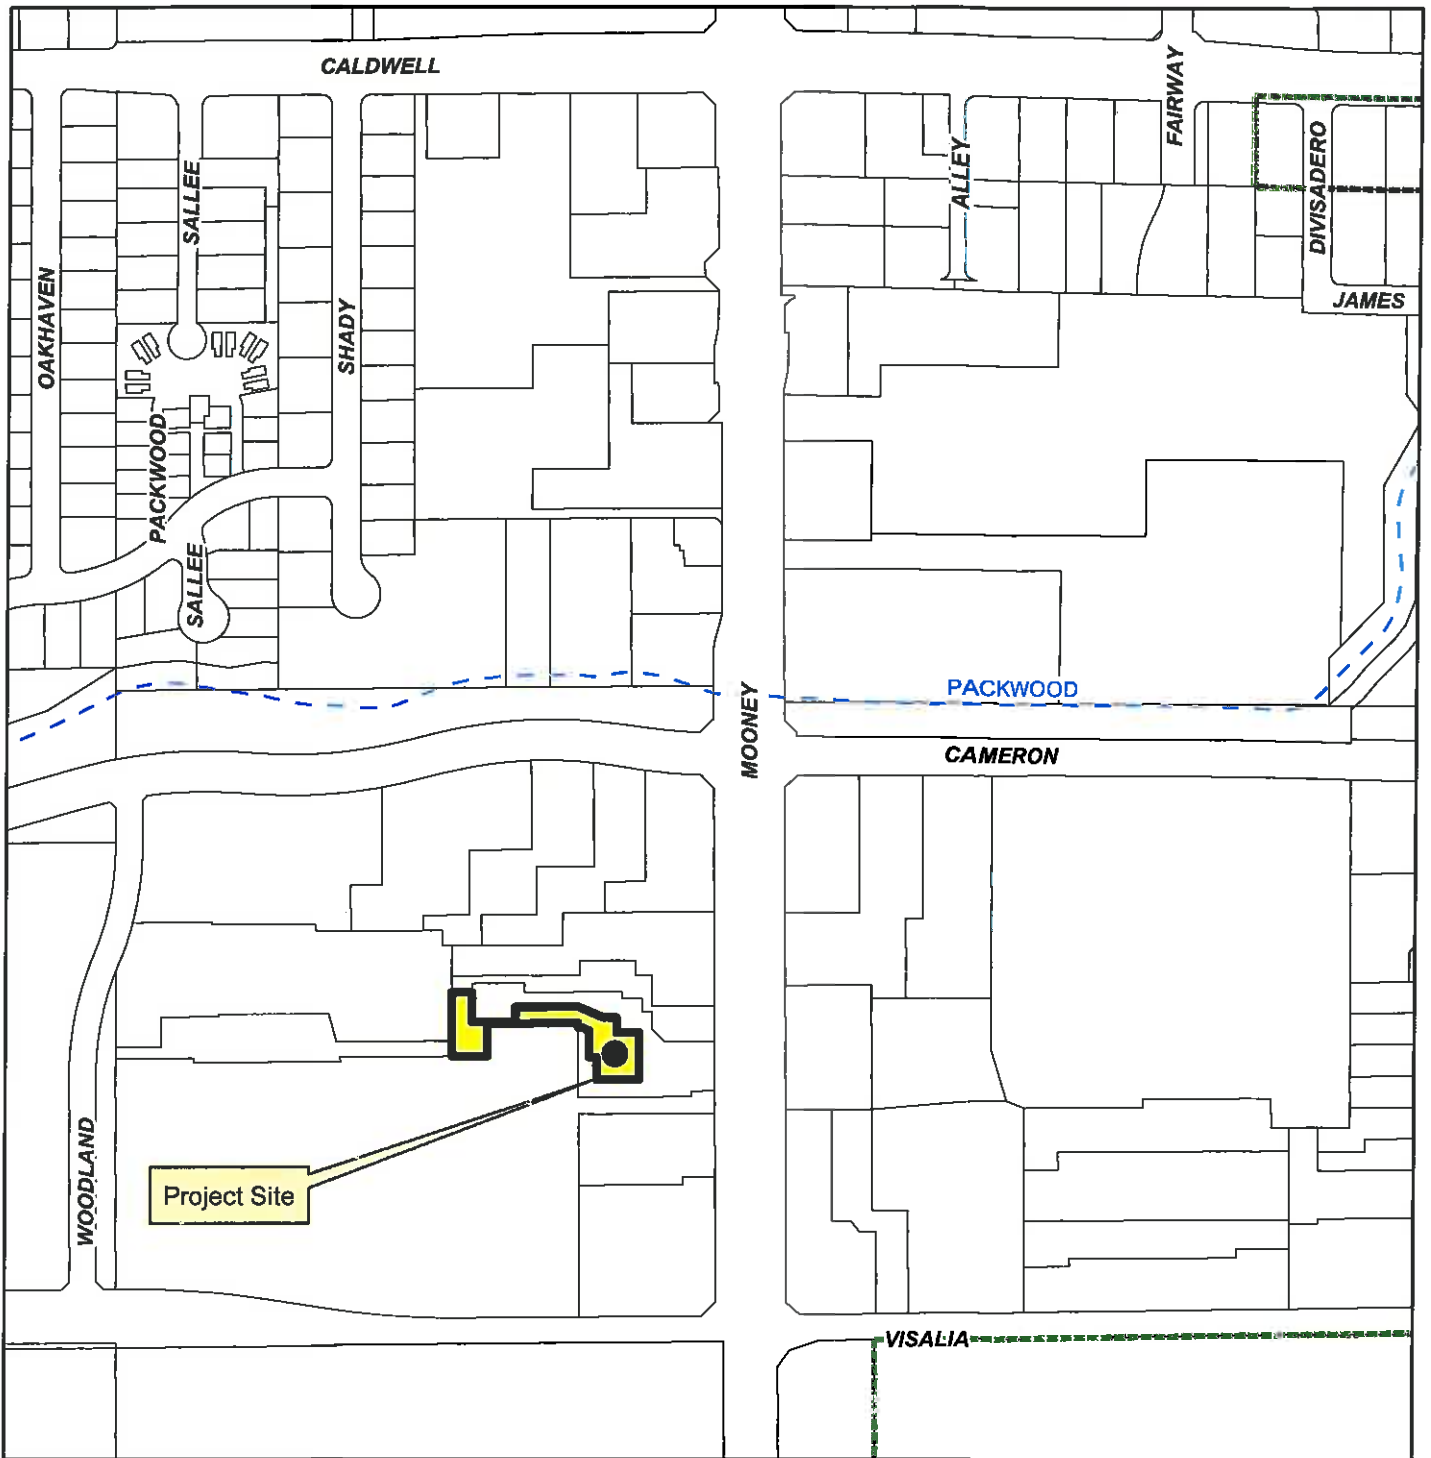 CALDWELL
FAIRWAY
DIVISADERO
ALLEY
SALLEE
OAKHAVEN
SHADY
JAMES
PACKWOOD
SALLEE
PACKWOOD
MOONEY
CAMERON
WOODLAND
Project Site
VISALIA